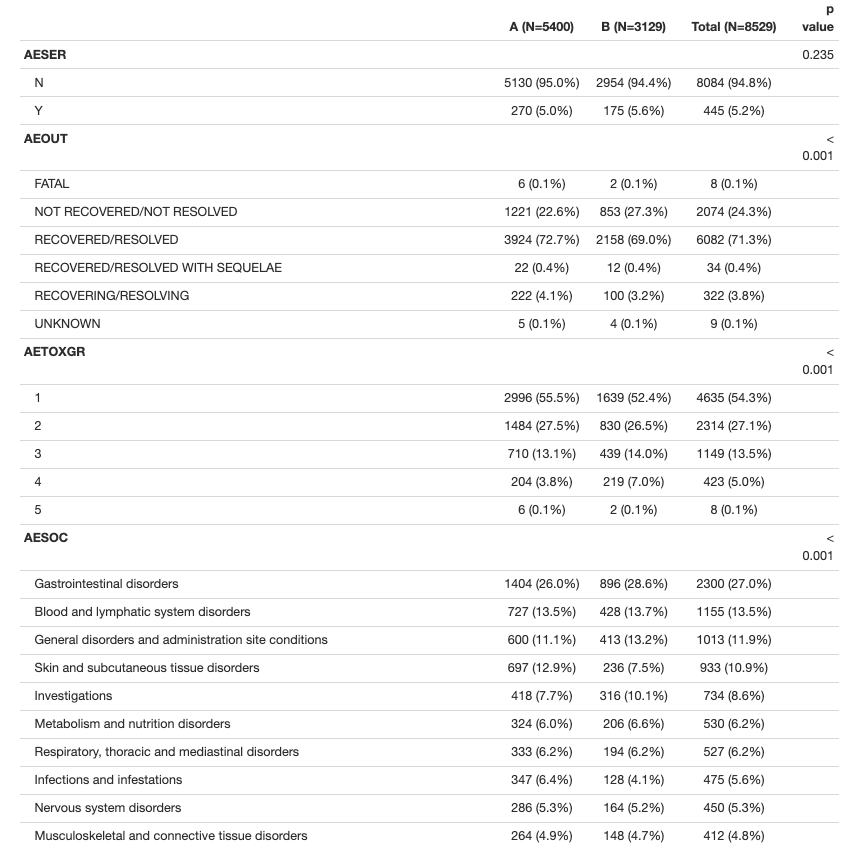 p
A (N=5400) B (N=3129) Total (N=8529) value
AESER 0.235
N 5130 (95.0%) 2954 (94.4%) 8084 (94.8%)
Y 270 (5.0%) 175 (5.6%) 445 (5.2%)
AEOUT <
0.001
FATAL 6 (0.1%) 2 (0.1%) 8 (0.1%)
NOT RECOVERED/NOT RESOLVED 1221 (22.6%) 853 (27.3%) 2074 (24.3%)
RECOVERED/RESOLVED 3924 (72.7%) 2158 (69.0%) 6082 (71.3%)
RECOVERED/RESOLVED WITH SEQUELAE 22 (0.4%) 12 (0.4%) 34 (0.4%)
RECOVERING/RESOLVING 222 (4.1%) 100 (3.2%) 322 (3.8%)
UNKNOWN 5 (0.1%) 4 (0.1%) 9 (0.1%)
AETOXGR <
0.001
1 2996 (55.5%) 1639 (52.4%) 4635 (54.3%)
2 1484 (27.5%) 830 (26.5%) 2314 (27.1%)
3 710 (13.1%) 439 (14.0%) 1149 (13.5%)
4 204 (3.8%) 219 (7.0%) 423 (5.0%)
5 6 (0.1%) 2 (0.1%) 8 (0.1%)
AESOC <
0.001
Gastrointestinal disorders 1404 (26.0%) 896 (28.6%) 2300 (27.0%)
Blood and lymphatic system disorders 727 (13.5%) 428 (13.7%) 1155 (13.5%)
General disorders and administration site conditions 600 (11.1%) 413 (13.2%) 1013 (11.9%)
Skin and subcutaneous tissue disorders 697 (12.9%) 236 (7.5%) 933 (10.9%)
Investigations 418 (7.7%) 316 (10.1%) 734 (8.6%)
Metabolism and nutrition disorders 324 (6.0%) 206 (6.6%) 530 (6.2%)
Respiratory, thoracic and mediastinal disorders 333 (6.2%) 194 (6.2%) 527 (6.2%)
Infections and infestations 347 (6.4%) 128 (4.1%) 475 (5.6%)
Nervous system disorders 286 (5.3%) 164 (5.2%) 450 (5.3%)
Musculoskeletal and connective tissue disorders 264 (4.9%) 148 (4.7%) 412 (4.8%)